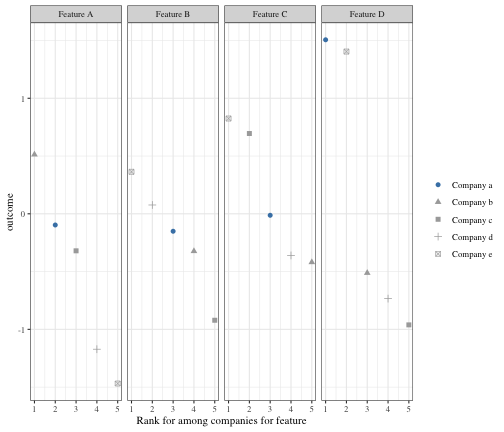 Feature A
Feature B
Feature C
Feature D
outcome
1
0
-1
1 2 3 4 5
1 2 3 4 5
1 2 3 4 5
1 2 3 4 5
Rank for among companies for feature
Company a
Company b
Company c
Company d
Company e